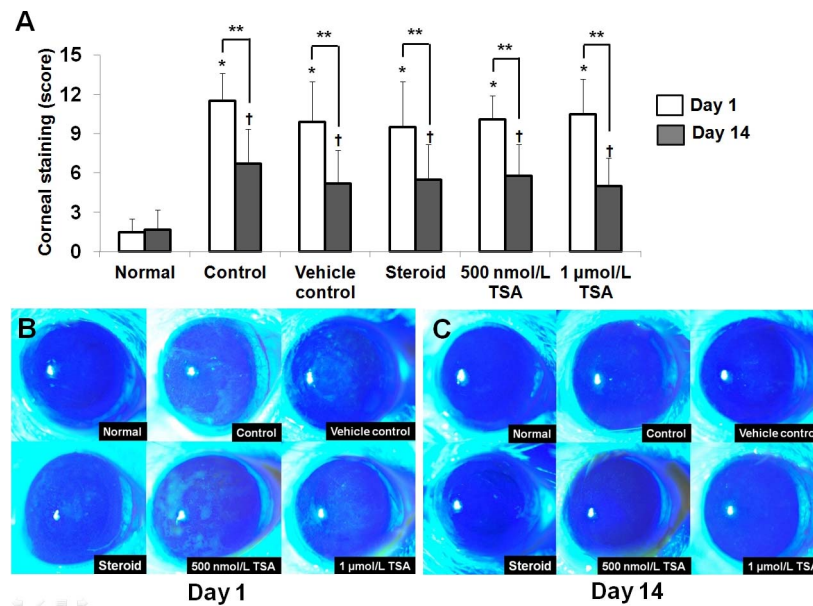 A
Corneal staining (score)
15
12
9
6
3
0
**
**
**
**
**
*
*
*
*
*
†
†
†
†
†
Day 1
Day 14
Normal
Control
Vehicle
control
Steroid
500 nmol/L
TSA
1 µmol/L
TSA
B
Normal
Control
Vehicle control
Steroid
500 nmol/L TSA
1 µmol/L TSA
Day 1
C
Normal
Control
Vehicle control
Steroid
500 nmol/L TSA
1 µmol/L TSA
Day 14